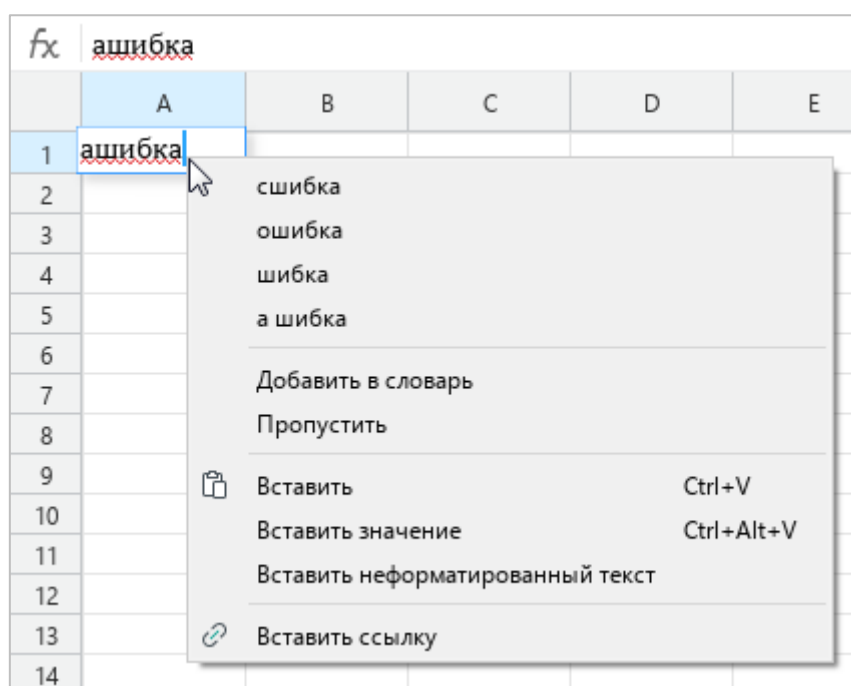 fx ашибка
A B C D E
1 ашибка
2 сшибка
3 ошибка
4 шибка
5 а шибка
6
7 Добавить в словарь
8 Пропустить
9 Вставить Ctrl+V
10 Вставить значение Ctrl+Alt+V
11 Вставить неформатированный текст
12
13 Вставить ссылку
14